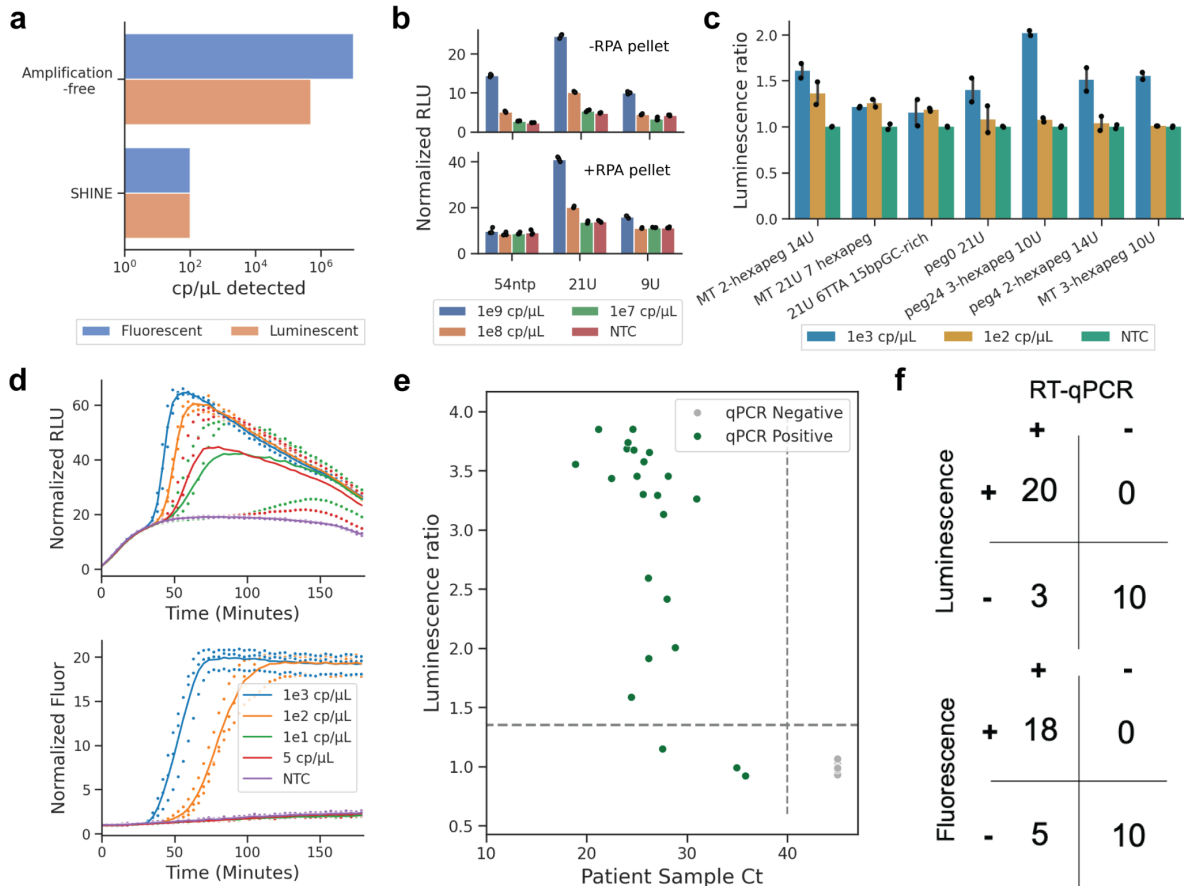 a
Amplification
-free
SHINE
10⁰ 10² 10⁴ 10⁶
cp/μL detected
Fluorescent Luminescent
b
-RPA pellet
20
10
0
+RPA pellet
40
20
0
Normalized RLU
54ntp 21U 9U
1e9 cp/μL 1e7 cp/μL
1e8 cp/μL NTC
c
Luminescence ratio
2.0
1.5
1.0
0.5
0.0
MT 2-hexapeg 14U
MT 21U 7 hexapeg
21U 6TTA 15bpGC-rich
peg0 21U
peg24 3-hexapeg 10U
peg4 2-hexapeg 14U
MT 3-hexapeg 10U
1e3 cp/μL 1e2 cp/μL NTC
d
Normalized RLU
60
40
20
0
0 50 100 150
Time (Minutes)
Normalized Fluor
20
15
10
5
0
1e3 cp/μL
1e2 cp/μL
1e1 cp/μL
5 cp/μL
NTC
0 50 100 150
Time (Minutes)
e
Luminescence ratio
qPCR Negative
qPCR Positive
4.0
3.5
3.0
2.5
2.0
1.5
1.0
0.5
10 20 30 40
Patient Sample Ct
f
RT-qPCR
+ -
Luminescence
+ 20 0
- 3 10
+ -
Fluorescence
+ 18 0
- 5 10